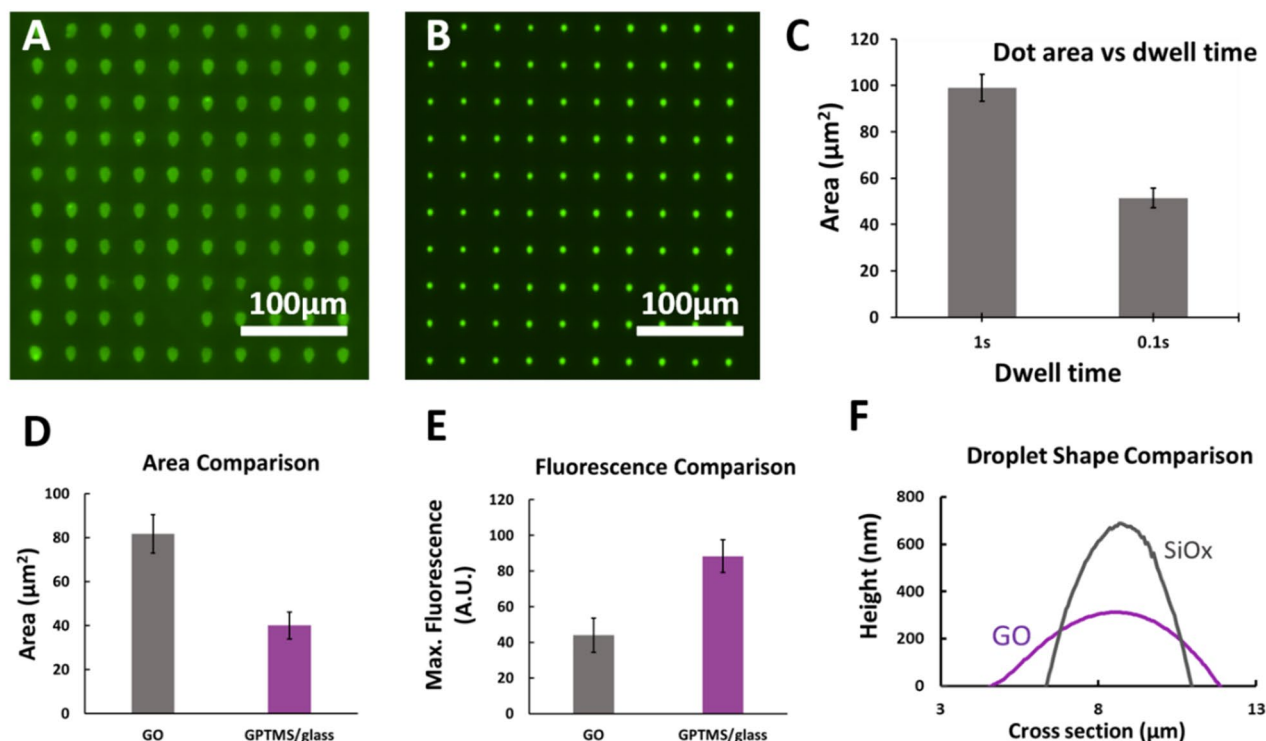 A
100µm
B
100µm
C
Dot area vs dwell time
120
100
80
60
40
20
0
Area (µm²)
1s
0.1s
Dwell time
D
Area Comparison
100
80
60
40
20
0
Area (µm²)
GO
GPTMS/glass
E
Fluorescence Comparison
120
100
80
60
40
20
0
Max. Fluorescence
(A.U.)
GO
GPTMS/glass
F
Droplet Shape Comparison
800
600
400
200
0
Height (nm)
SiOx
GO
3
8
13
Cross section (µm)